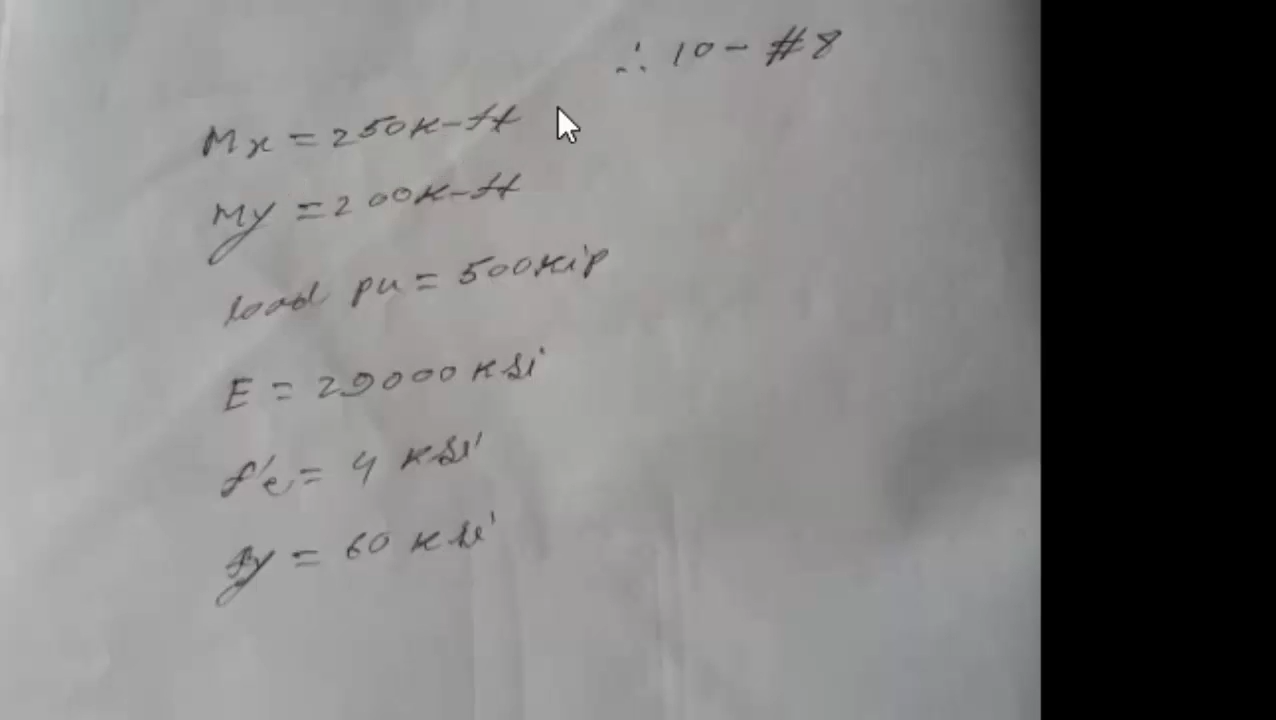 ∴ 10 - #8
Mx = 250K-ft
My = 200K-ft
load pu = 500Kip
E = 29000 Ksi
f'c = 4 Ksi
fy = 60 Ksi